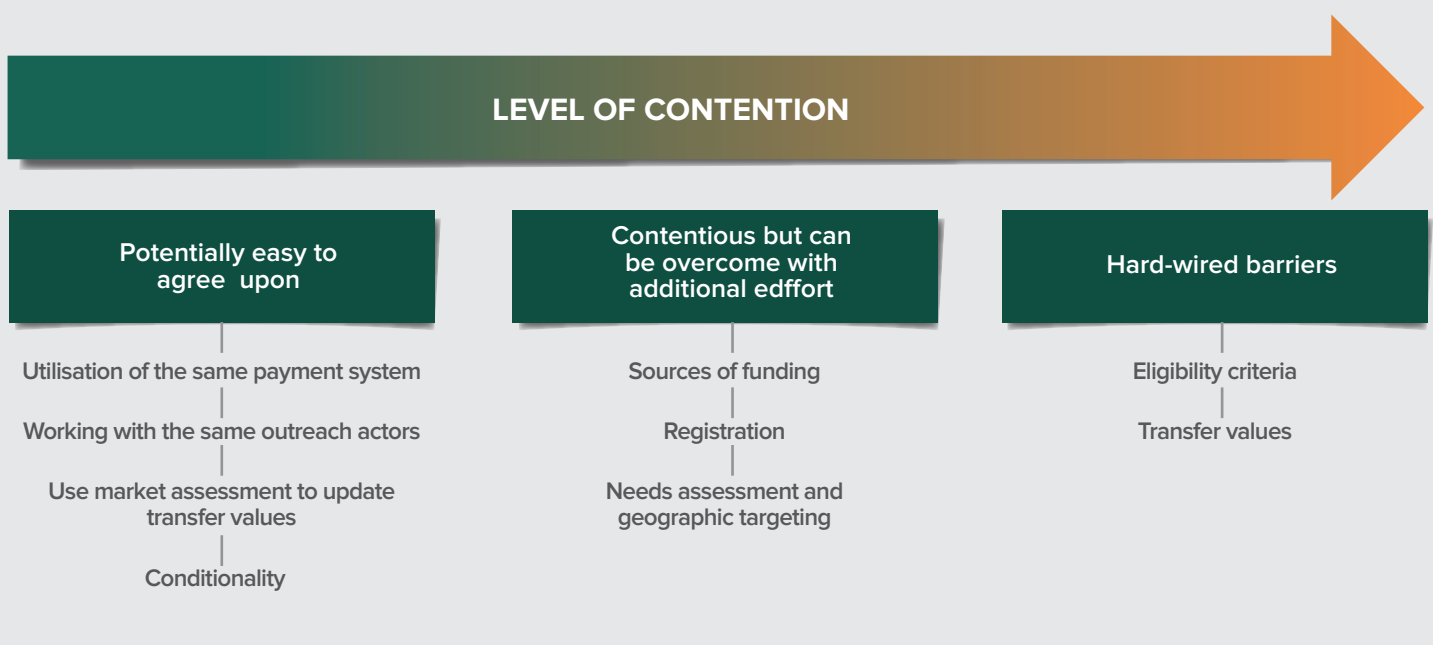 LEVEL OF CONTENTION
Potentially easy to
agree upon
Utilisation of the same payment system
Working with the same outreach actors
Use market assessment to update
transfer values
Conditionality
Contentious but can
be overcome with
additional edffort
Sources of funding
Registration
Needs assessment and
geographic targeting
Hard-wired barriers
Eligibility criteria
Transfer values